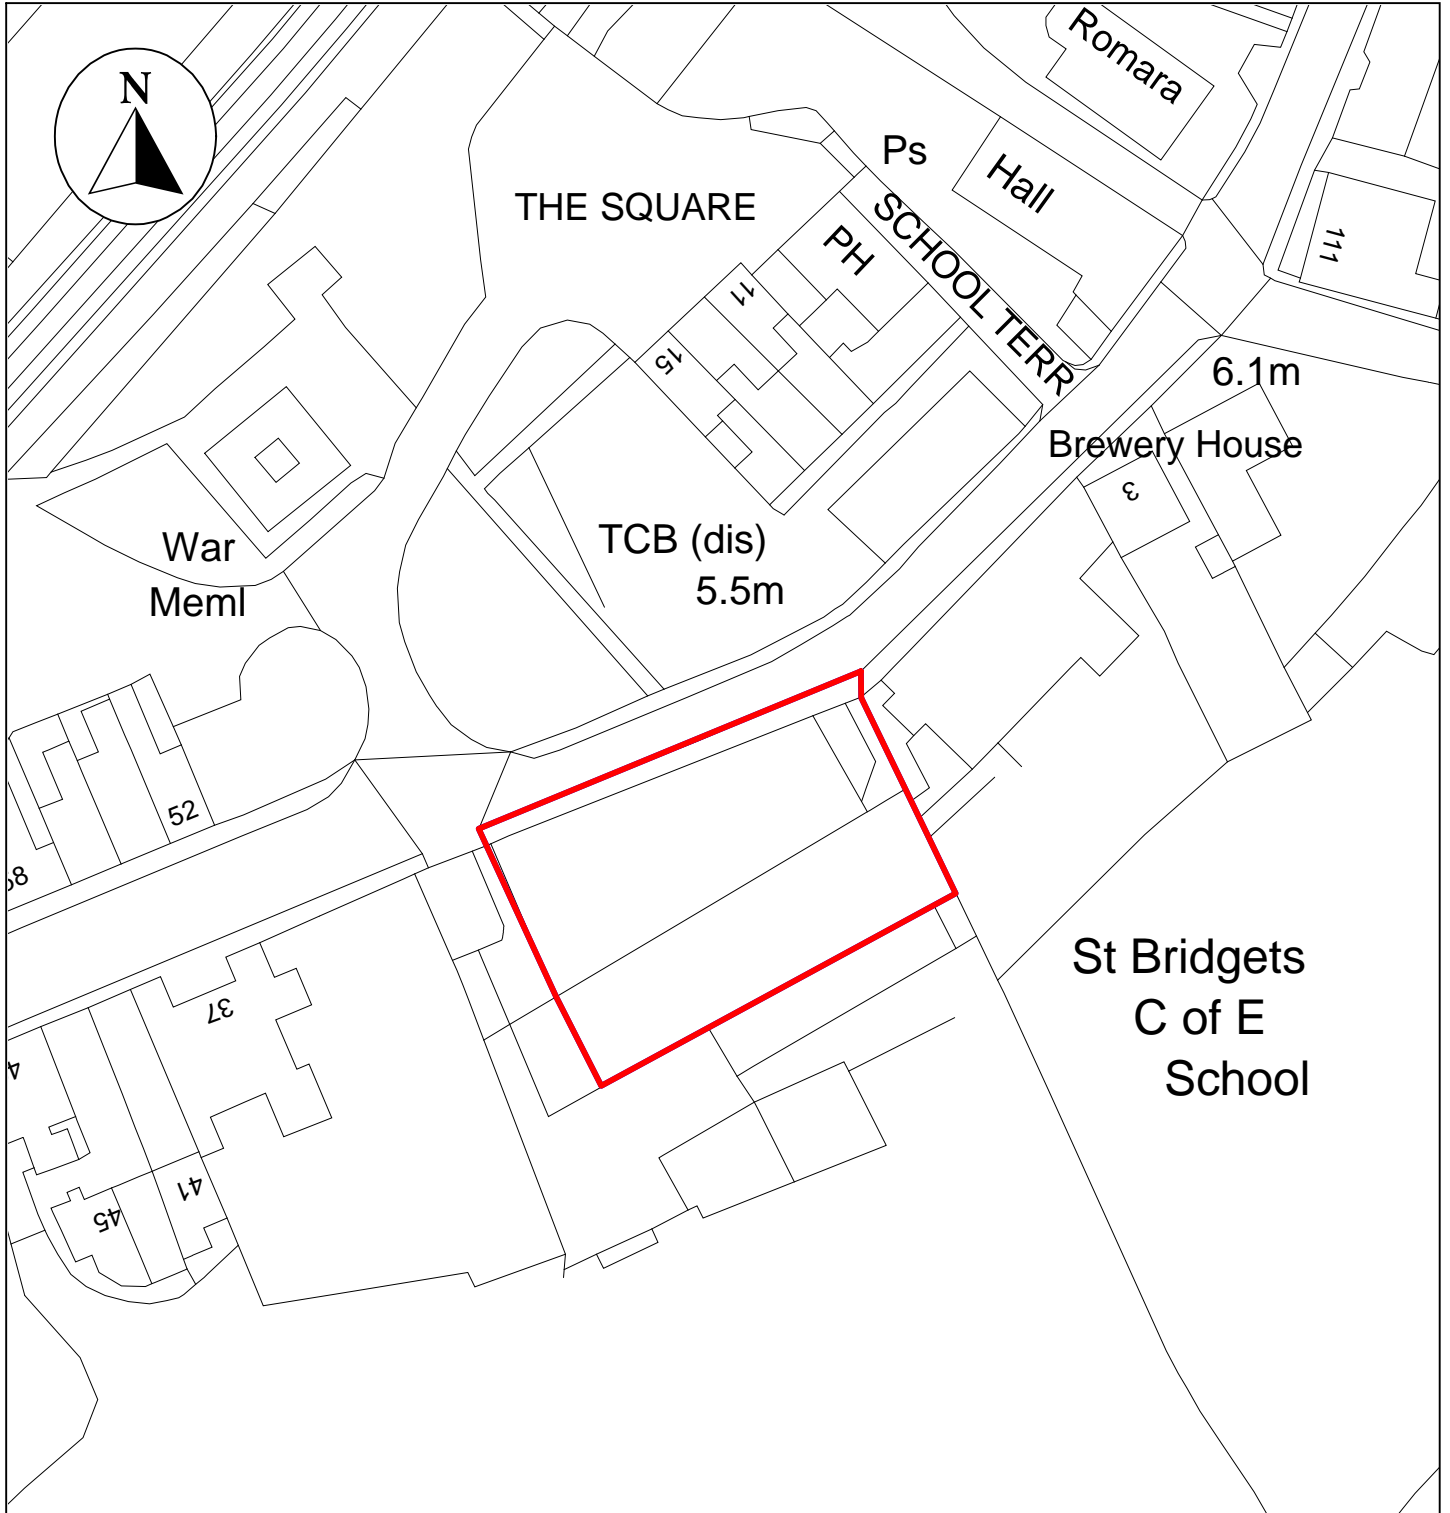 N
Romara
Ps
Hall
THE SQUARE
SCHOOL TERR
PH
111
11
15
6.1m
Brewery House
3
TCB (dis)
5.5m
War
Meml
52
St Bridgets
C of E
School
37
41
45